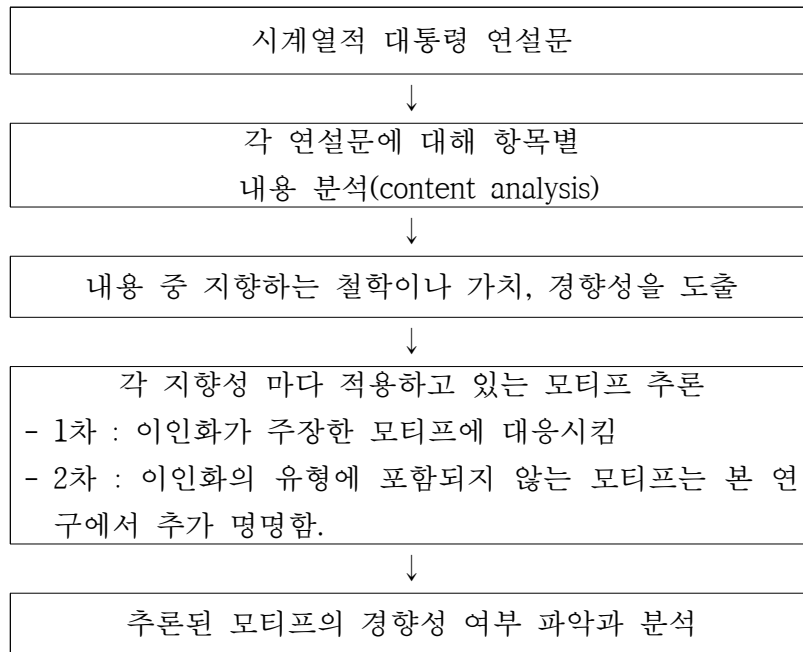 시계열적 대통령 연설문
↓
각 연설문에 대해 항목별
내용 분석(content analysis)
↓
내용 중 지향하는 철학이나 가치, 경향성을 도출
↓
각 지향성 마다 적용하고 있는 모티프 추론
- 1차 : 이인화가 주장한 모티프에 대응시킴
- 2차 : 이인화의 유형에 포함되지 않는 모티프는 본 연
구에서 추가 명명함.
↓
추론된 모티프의 경향성 여부 파악과 분석